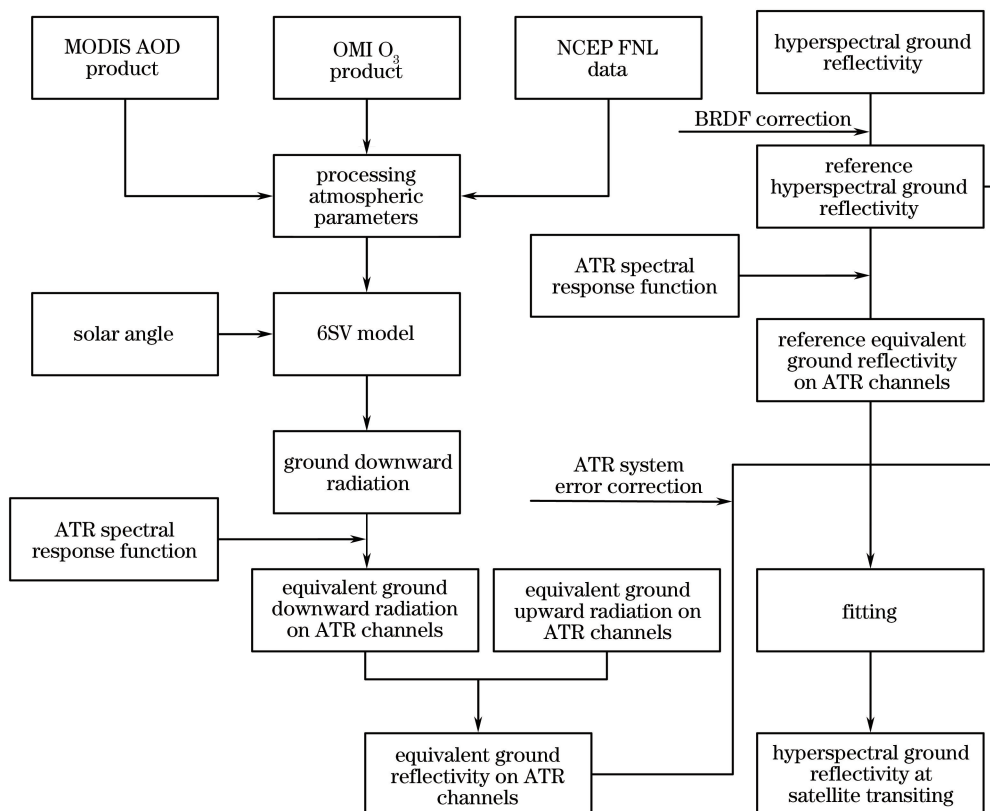 MODIS AOD
product
OMI O₃
product
NCEP FNL
data
hyperspectral ground
reflectivity
BRDF correction
processing
atmospheric
parameters
reference
hyperspectral ground
reflectivity
ATR spectral
response function
solar angle
6SV model
reference equivalent
ground reflectivity
on ATR channels
ground downward
radiation
ATR system
error correction
ATR spectral
response function
equivalent ground
downward radiation
on ATR channels
equivalent ground
upward radiation on
ATR channels
fitting
equivalent ground
reflectivity on ATR
channels
hyperspectral ground
reflectivity at
satellite transiting